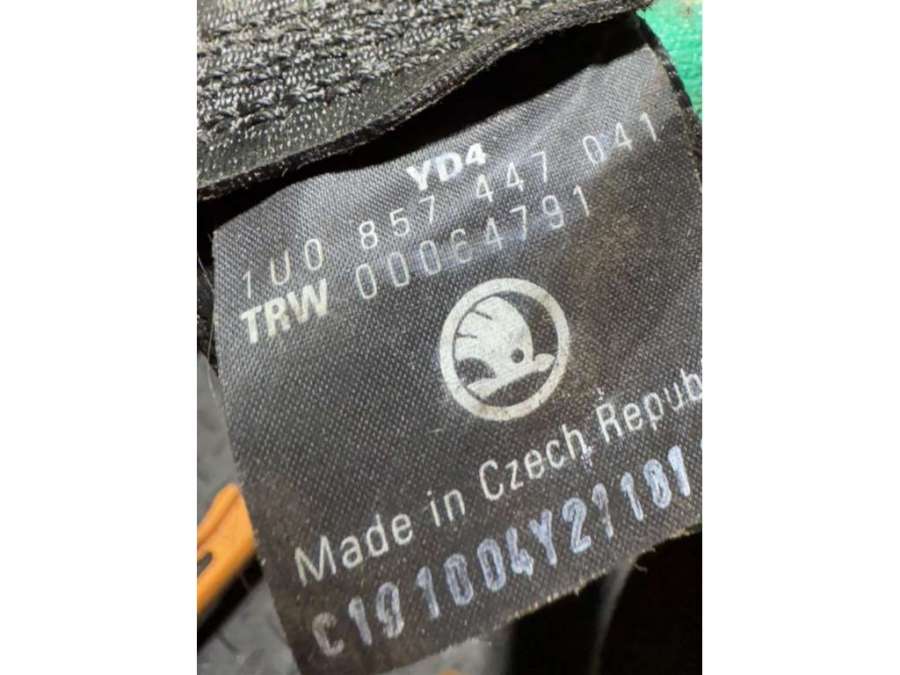 YD4
1U0 857 447 041
TRW 00064791
Made in Czech Republ
C191004Y21181